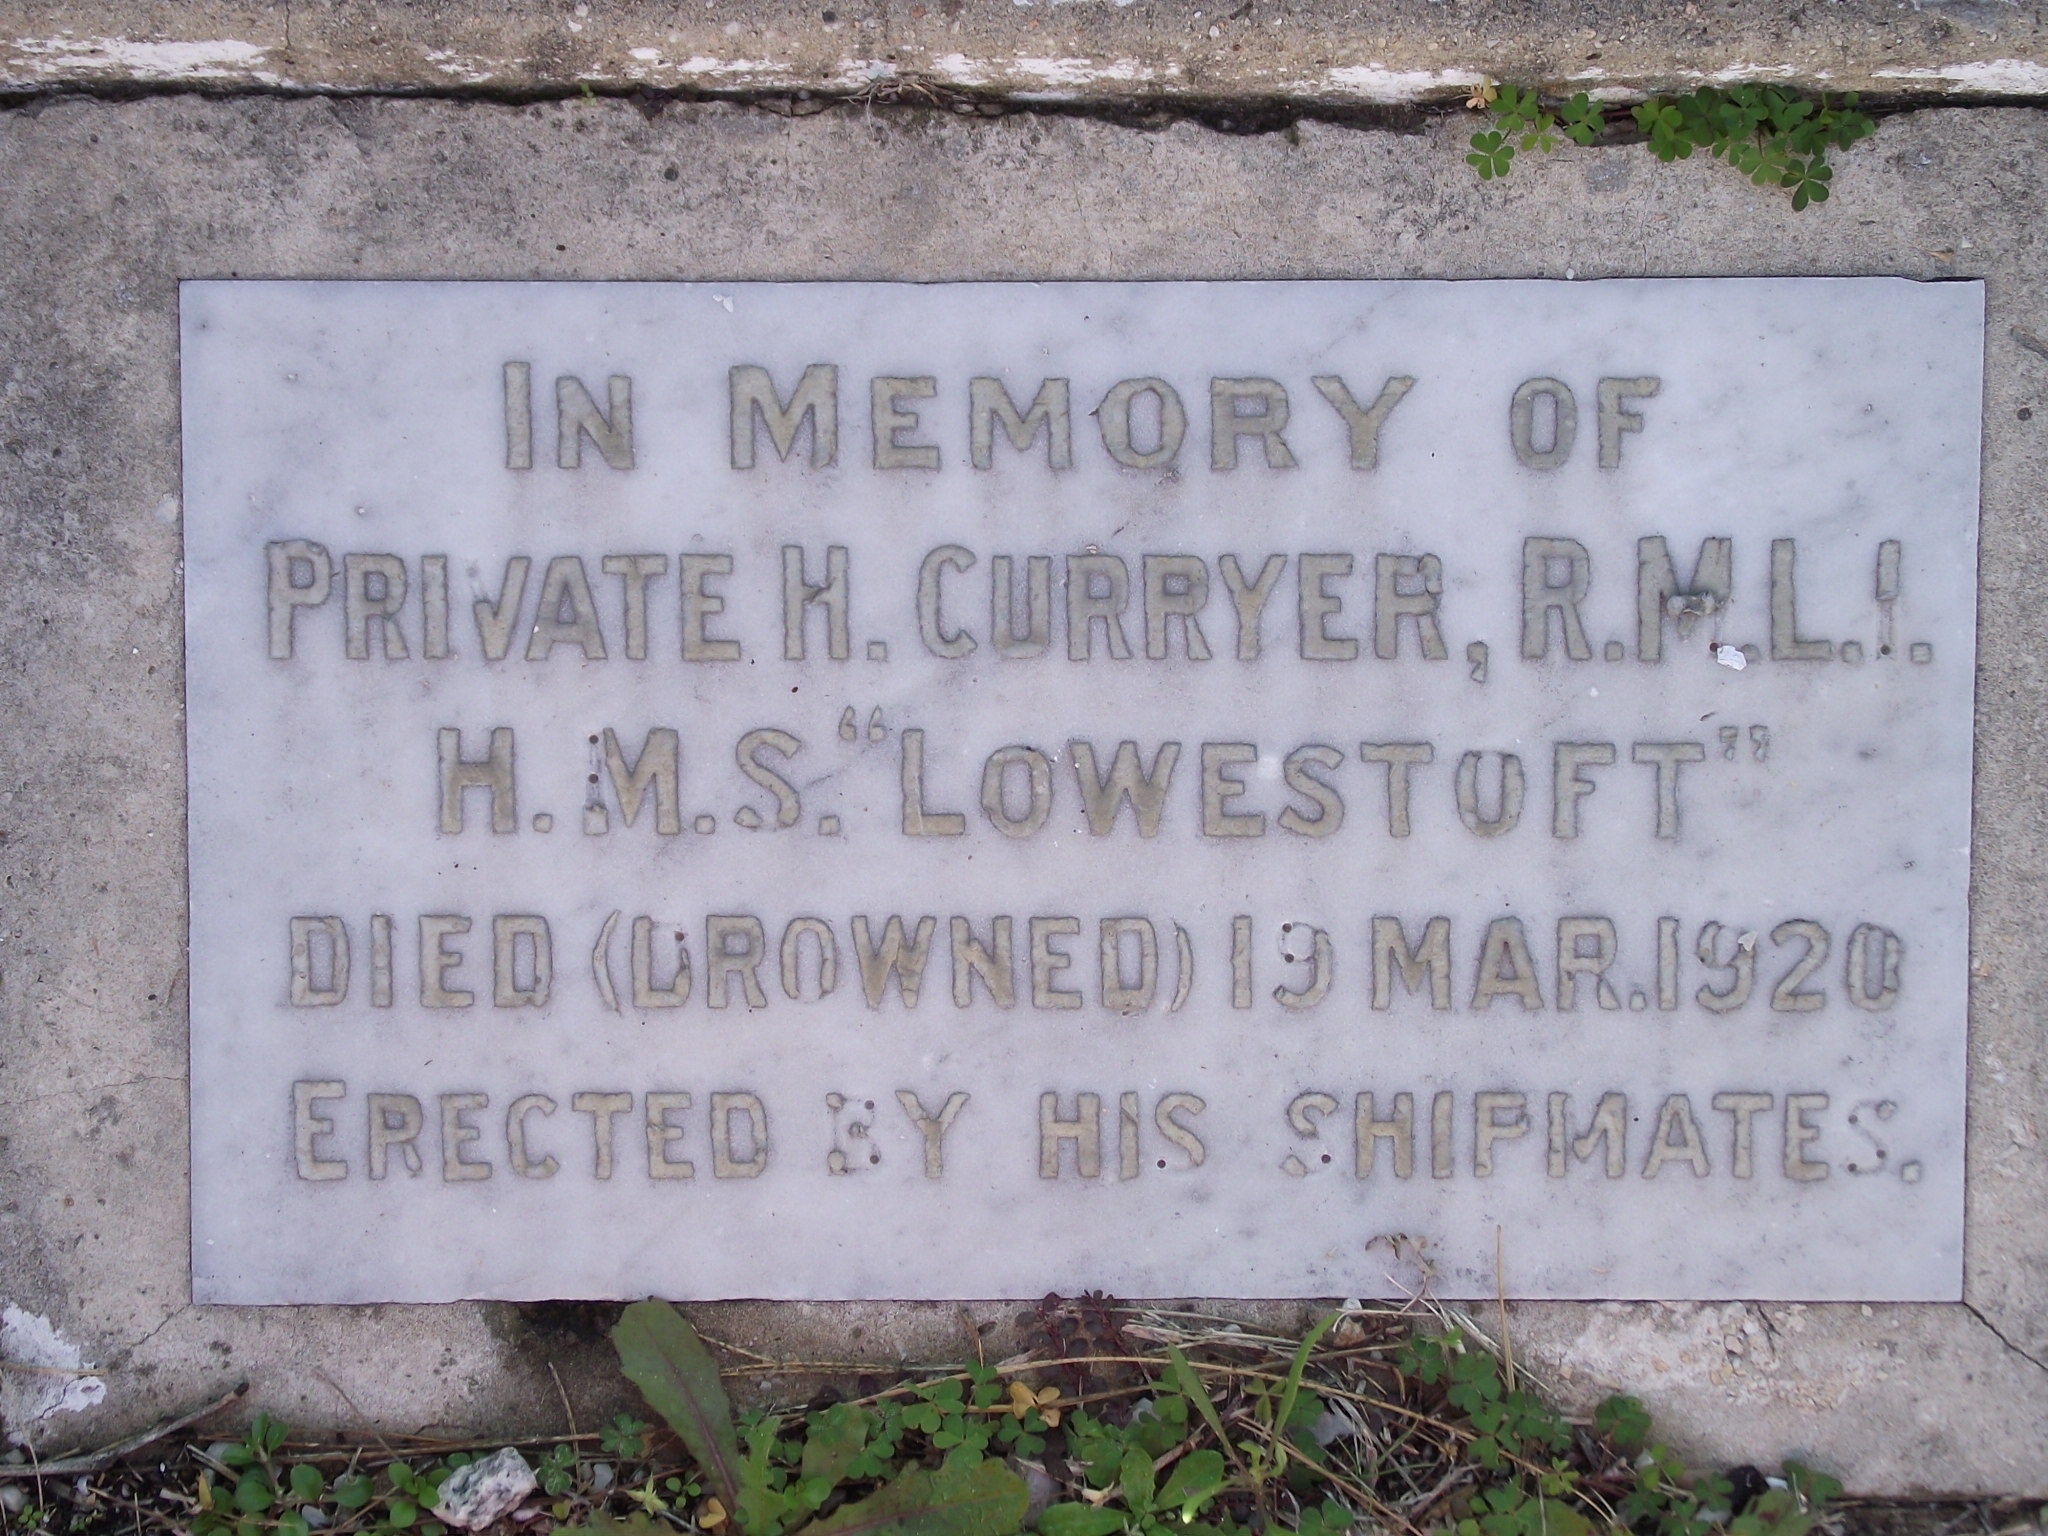 IN MEMORY OF
PRIVATE H. CURRYER, R.M.L.I.
H.M.S. "LOWESTOFT"
DIED (DROWNED) 19 MAR. 1920
ERECTED BY HIS SHIPMATES.